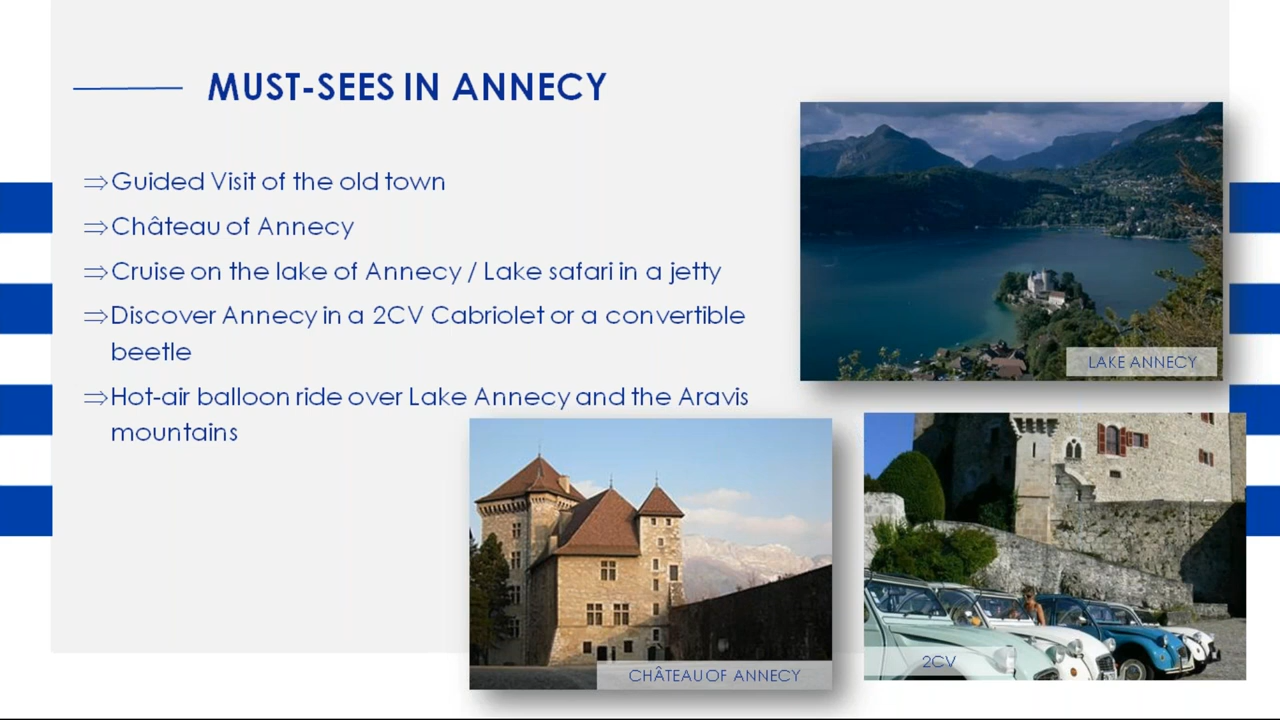 MUST-SEES IN ANNECY
⇒Guided Visit of the old town
⇒Château of Annecy
⇒Cruise on the lake of Annecy / Lake safari in a jetty
⇒Discover Annecy in a 2CV Cabriolet or a convertible
beetle
⇒Hot-air balloon ride over Lake Annecy and the Aravis
mountains
LAKE ANNECY
CHÂTEAU OF ANNECY
2CV